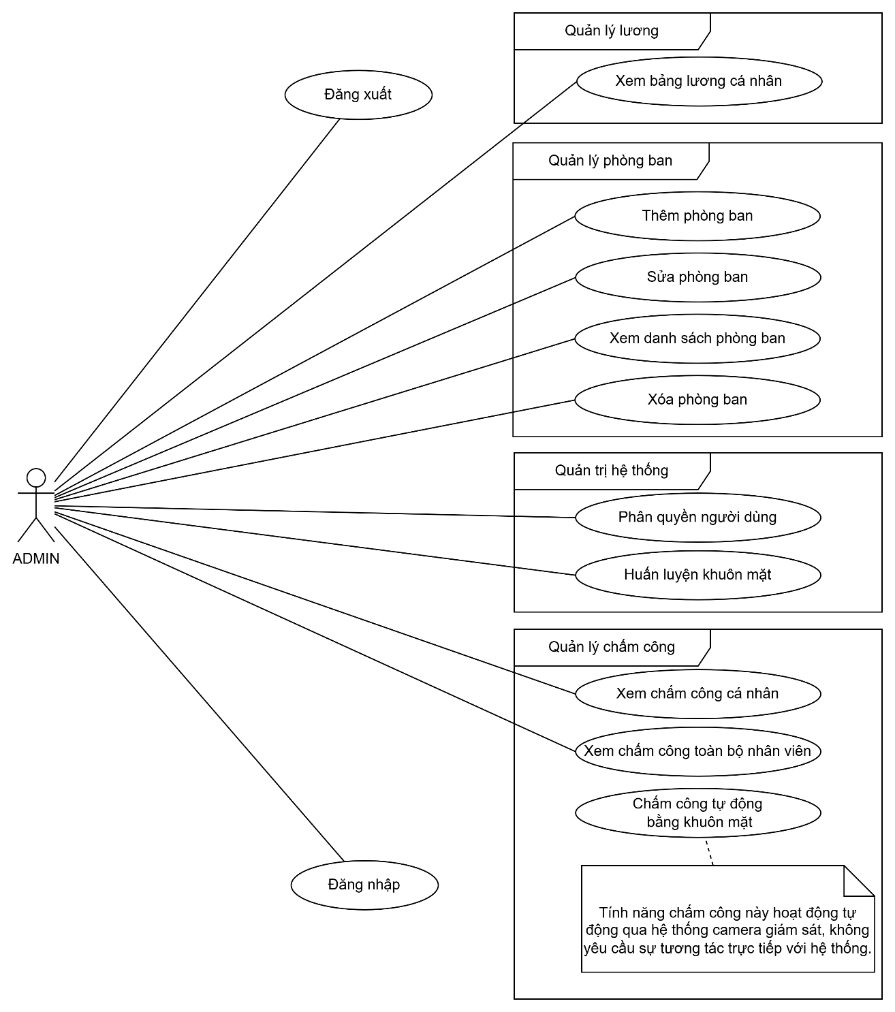 Quản lý lương
Xem bảng lương cá nhân
Đăng xuất
Quản lý phòng ban
Thêm phòng ban
Sửa phòng ban
Xem danh sách phòng ban
Xóa phòng ban
Quản trị hệ thống
Phân quyền người dùng
Huấn luyện khuôn mặt
ADMIN
Quản lý chấm công
Xem chấm công cá nhân
Xem chấm công toàn bộ nhân viên
Chấm công tự động
bằng khuôn mặt
Đăng nhập
Tính năng chấm công này hoạt động tự
động qua hệ thống camera giám sát, không
yêu cầu sự tương tác trực tiếp với hệ thống.